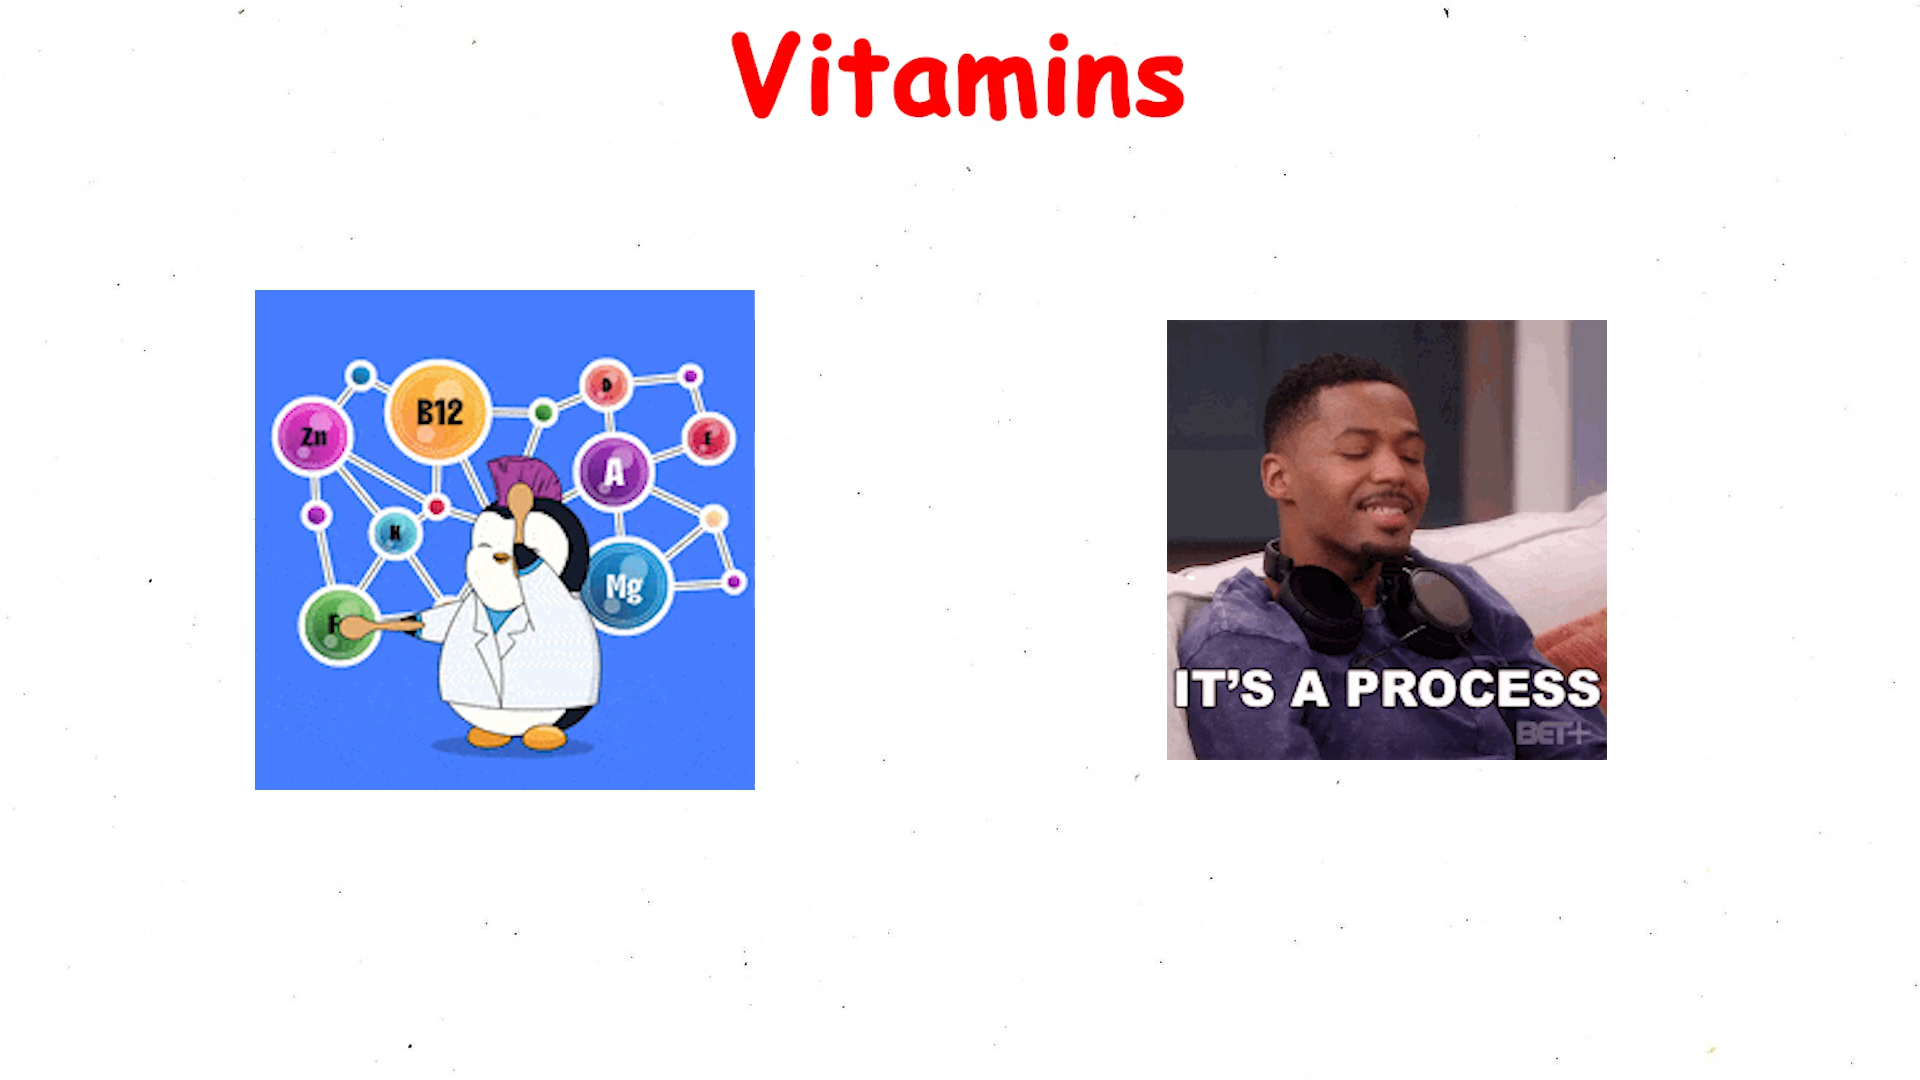 Vitamins
Zn
B12
D
E
A
K
Mg
IT'S A PROCESS
BET+